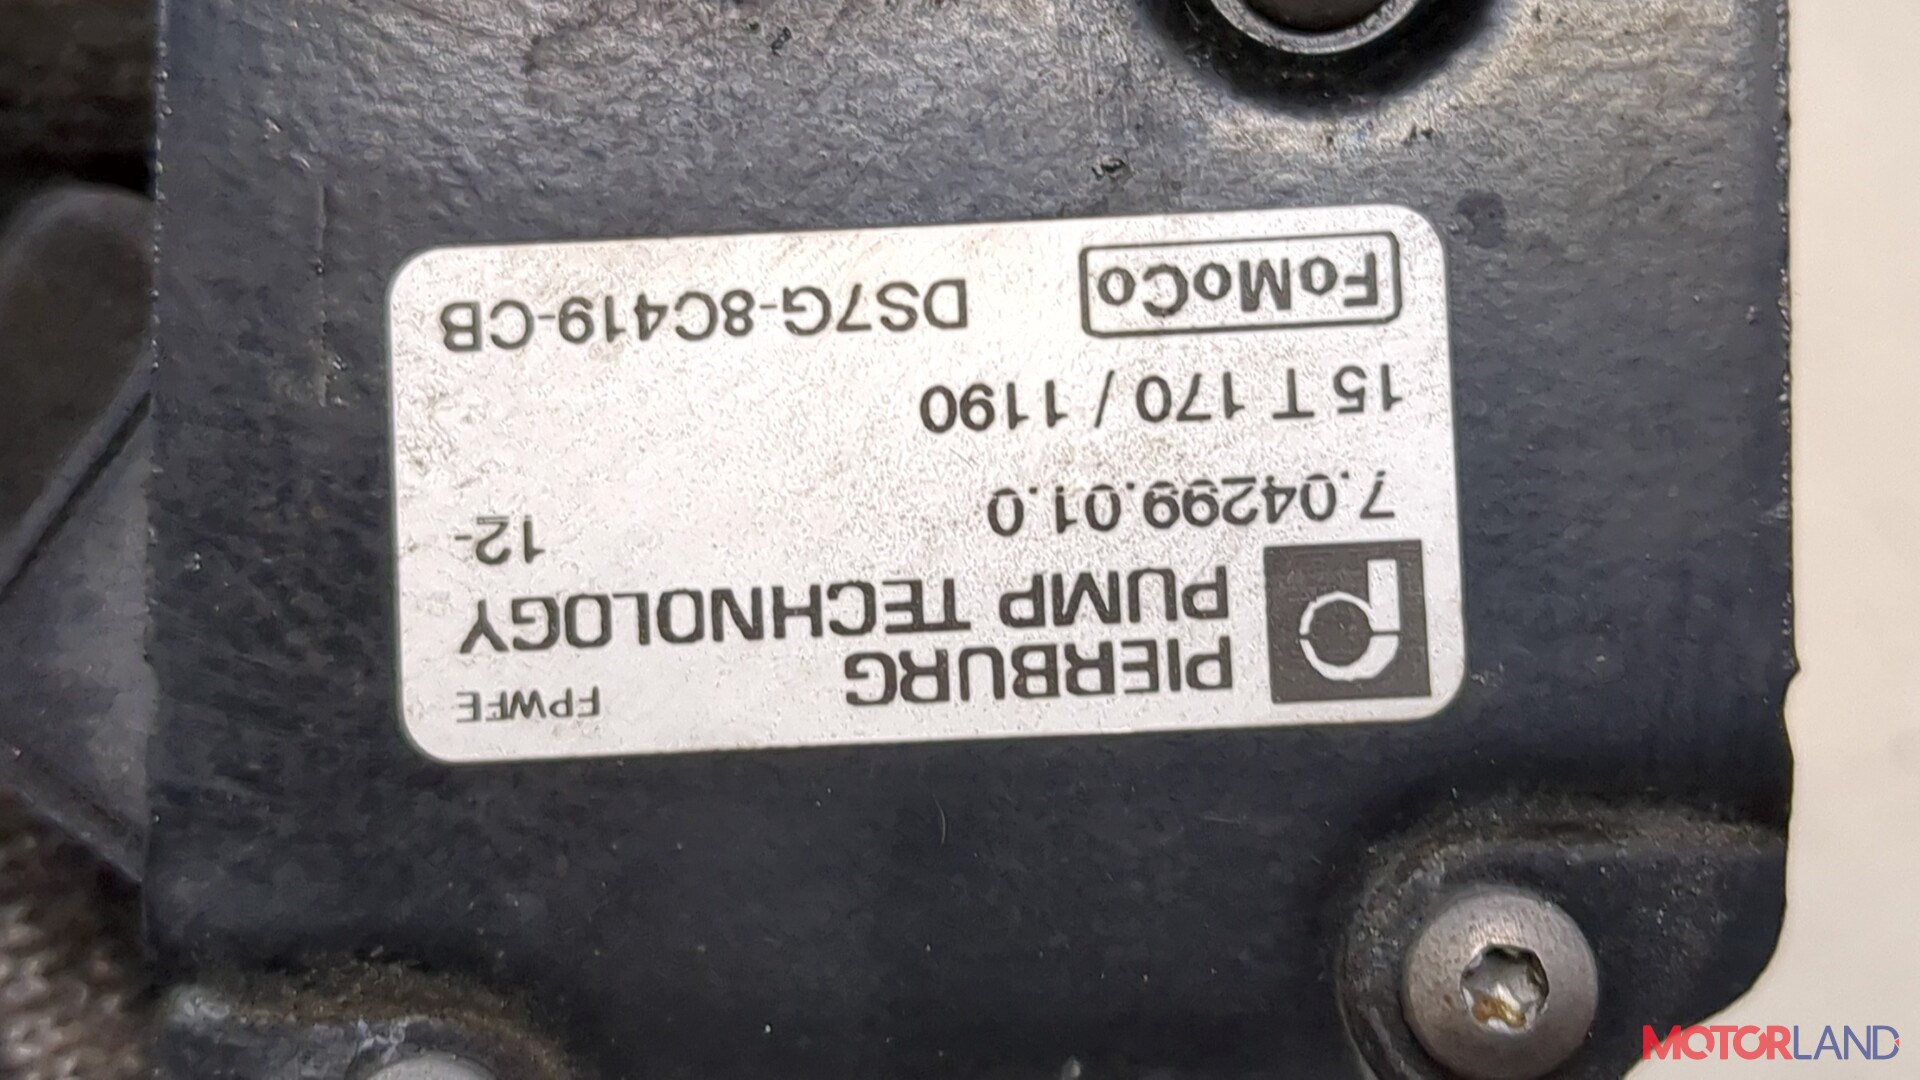 FPWFE
PIERBURG
PUMP TECHNOLOGY
7.04299.01.0 12-
15 T 170 / 1190
FoMoCo DS7G-8C419-CB
MOTORLAND